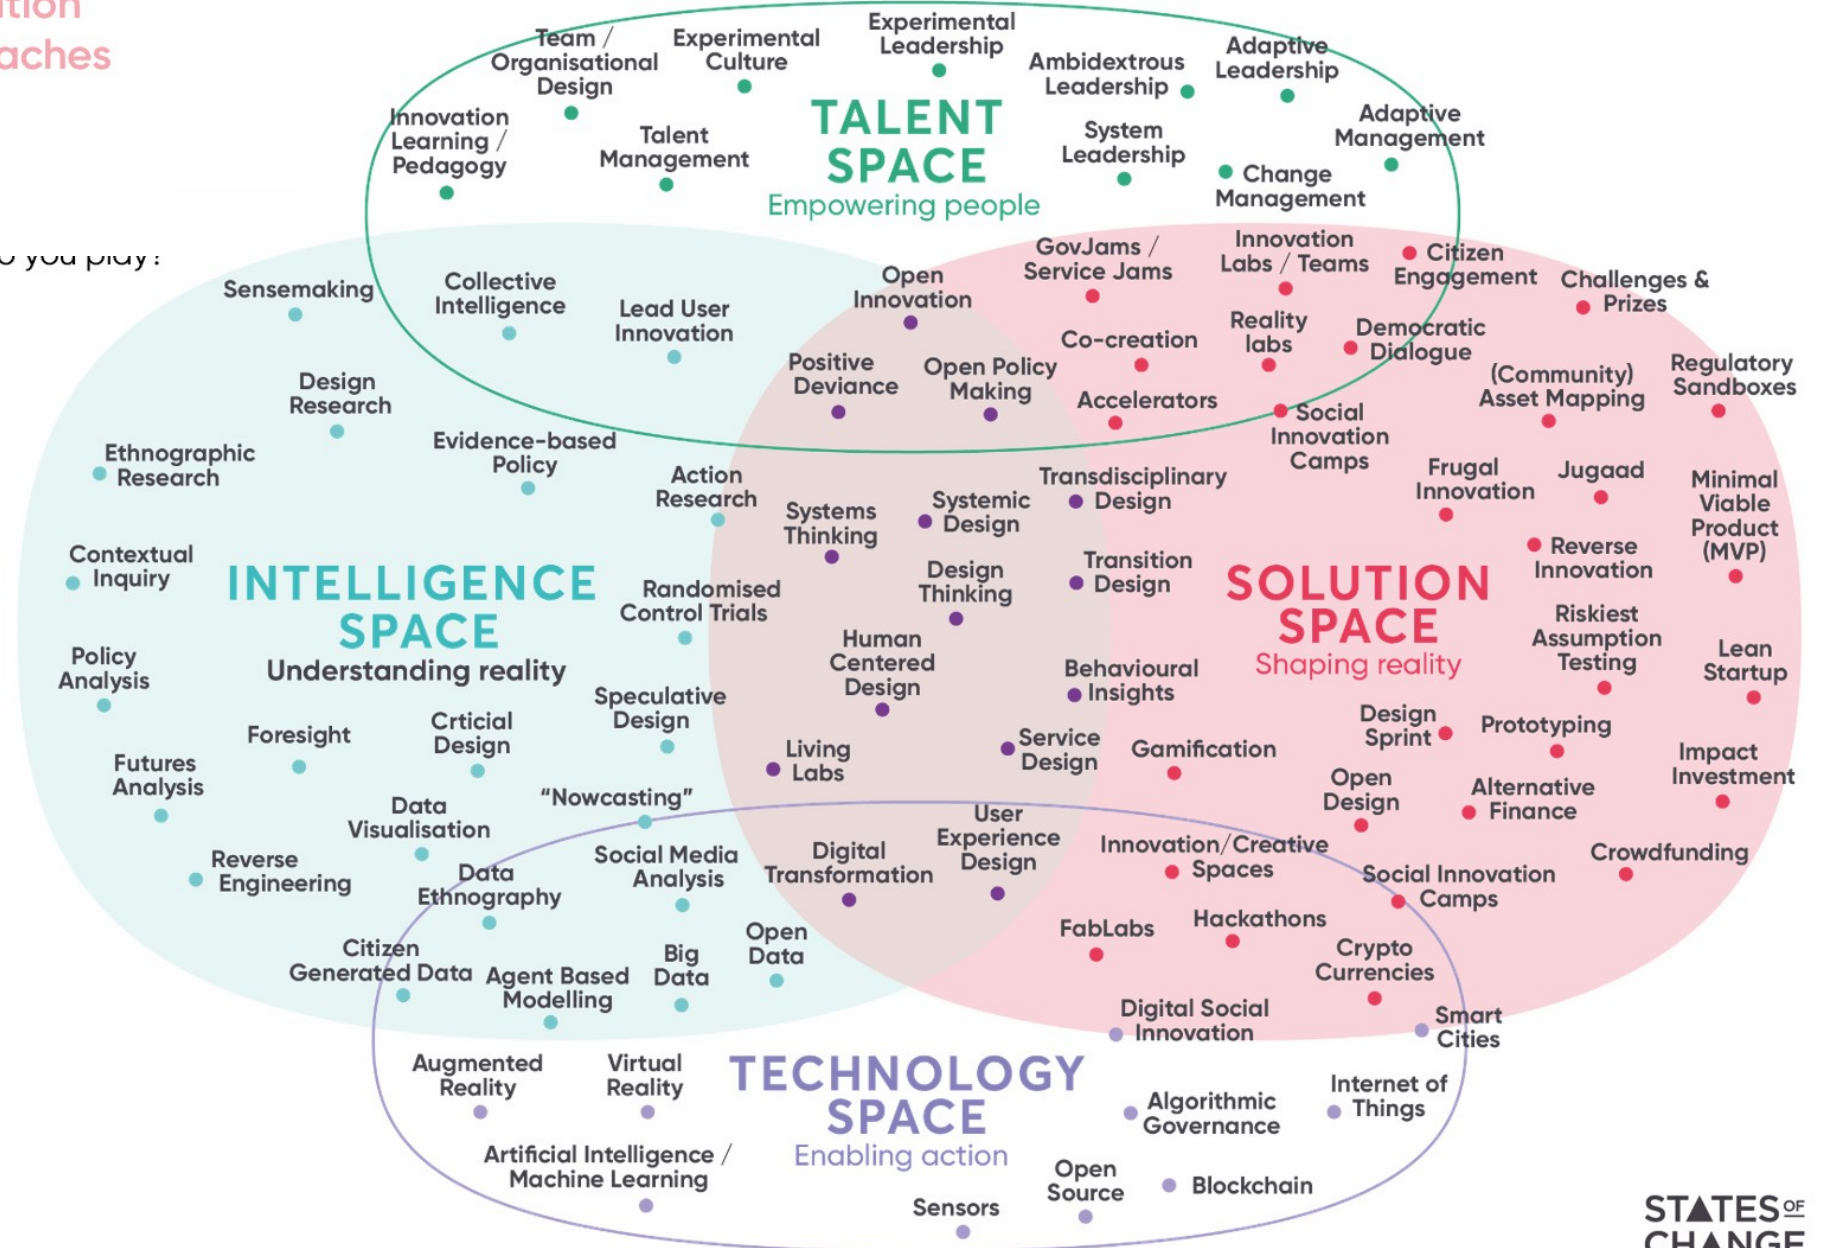 ution
aches
o you play?
Team /
Organisational
Design
Experimental
Culture
Experimental
Leadership
Ambidextrous
Leadership
Adaptive
Leadership
Innovation
Learning /
Pedagogy
Talent
Management
TALENT
SPACE
Empowering people
System
Leadership
Adaptive
Management
Change
Management
Sensemaking
Collective
Intelligence
Lead User
Innovation
Open
Innovation
GovJams /
Service Jams
Innovation
Labs / Teams
Citizen
Engagement
Challenges &
Prizes
Design
Research
Positive
Deviance
Open Policy
Making
Co-creation
Reality
labs
Democratic
Dialogue
(Community)
Asset Mapping
Regulatory
Sandboxes
Accelerators
Social
Innovation
Camps
Ethnographic
Research
Evidence-based
Policy
Action
Research
Systems
Thinking
Systemic
Design
Transdisciplinary
Design
Frugal
Innovation
Jugaad
Minimal
Viable
Product
(MVP)
Contextual
Inquiry
INTELLIGENCE
SPACE
Understanding reality
Randomised
Control Trials
Design
Thinking
Transition
Design
SOLUTION
SPACE
Shaping reality
Reverse
Innovation
Riskiest
Assumption
Testing
Lean
Startup
Policy
Analysis
Human
Centered
Design
Behavioural
Insights
Speculative
Design
Foresight
Crticial
Design
Living
Labs
Service
Design
Gamification
Design
Sprint
Prototyping
Impact
Investment
Futures
Analysis
Data
Visualisation
“Nowcasting”
User
Experience
Design
Open
Design
Alternative
Finance
Reverse
Engineering
Data
Ethnography
Social Media
Analysis
Digital
Transformation
Innovation/Creative
Spaces
Social Innovation
Camps
Crowdfunding
Citizen
Generated Data
Agent Based
Modelling
Big
Data
Open
Data
FabLabs
Hackathons
Crypto
Currencies
Digital Social
Innovation
Smart
Cities
Augmented
Reality
Virtual
Reality
TECHNOLOGY
SPACE
Enabling action
Algorithmic
Governance
Internet of
Things
Artificial Intelligence /
Machine Learning
Sensors
Open
Source
Blockchain
STATES OF
CHANGE